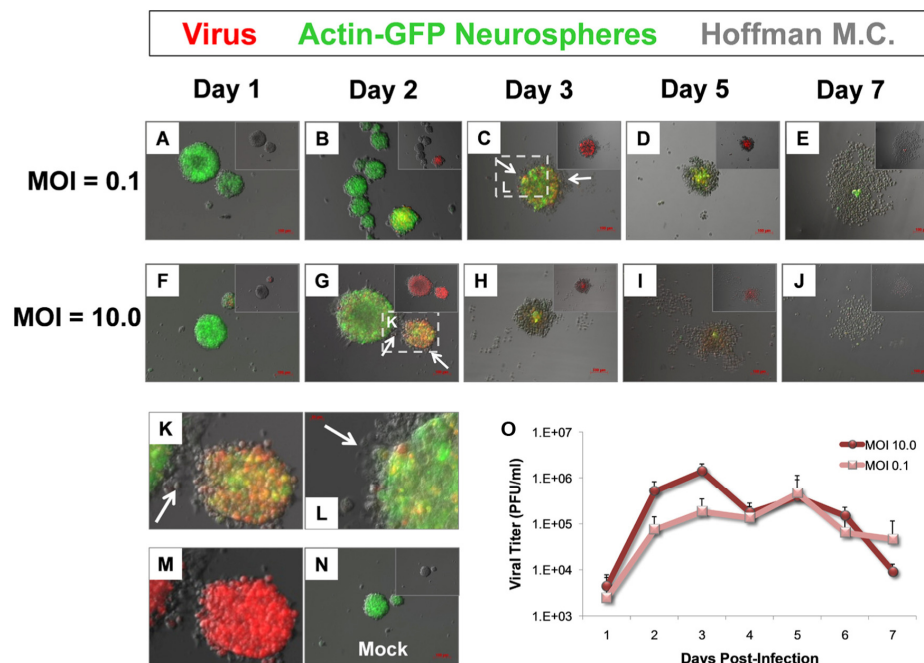 Virus Actin-GFP Neurospheres Hoffman M.C.
Day 1 Day 2 Day 3 Day 5 Day 7
MOI = 0.1
A B C D E
L
MOI = 10.0
F G H I J
K
K L
M N
Mock
O
MOI 10.0
MOI 0.1
Viral Titer (PFU/ml)
1.E+07
1.E+06
1.E+05
1.E+04
1.E+03
1 2 3 4 5 6 7
Days Post-Infection